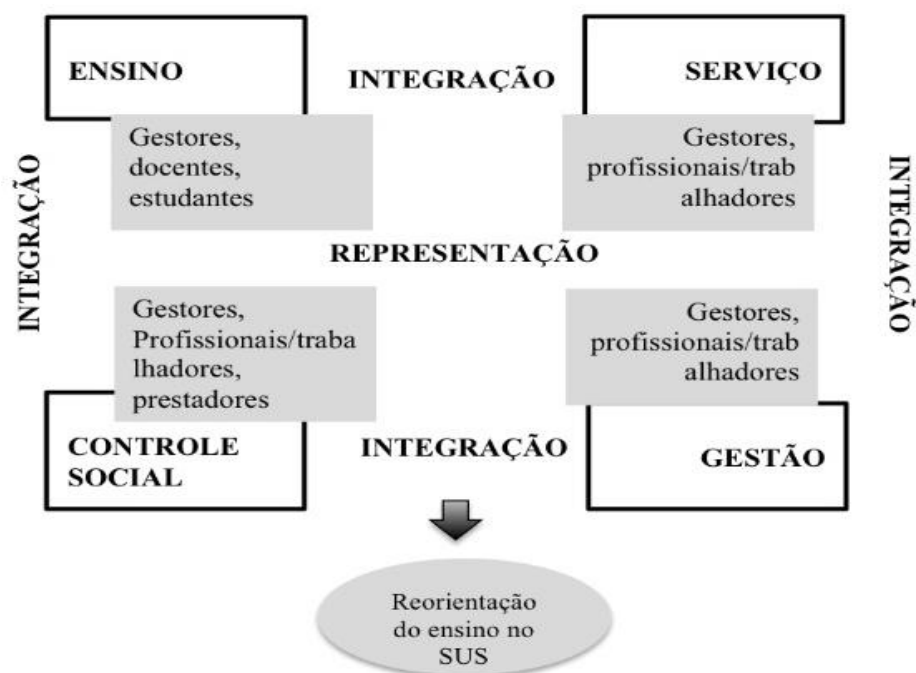 ENSINO
INTEGRAÇÃO
SERVIÇO
Gestores,
docentes,
estudantes
Gestores,
profissionais/trab
alhadores
INTEGRAÇÃO
INTEGRAÇÃO
REPRESENTAÇÃO
Gestores,
Profissionais/traba
lhadores,
prestadores
Gestores,
profissionais/trab
alhadores
CONTROLE
SOCIAL
INTEGRAÇÃO
GESTÃO
Reorientação
do ensino no
SUS